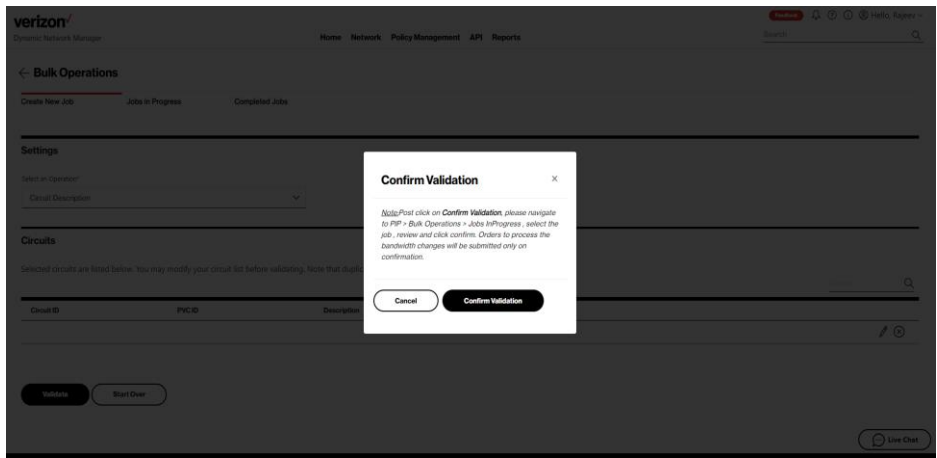 verizon
Feedback
Hello, Rajeev
Dynamic Network Manager
Home Network Policy Management API Reports
Search
Bulk Operations
Create New Job Jobs in Progress Completed Jobs
Settings
Select an Operation*
Circuit Description
Circuits
Selected circuits are listed below. You may modify your circuit list before validating. Note that duplic
Circuit ID PVC ID Description
Validate Start Over
Confirm Validation
Note:Post click on Confirm Validation, please navigate
to PIP > Bulk Operations > Jobs InProgress , select the
job , review and click confirm. Orders to process the
bandwidth changes will be submitted only on
confirmation.
Cancel Confirm Validation
Live Chat